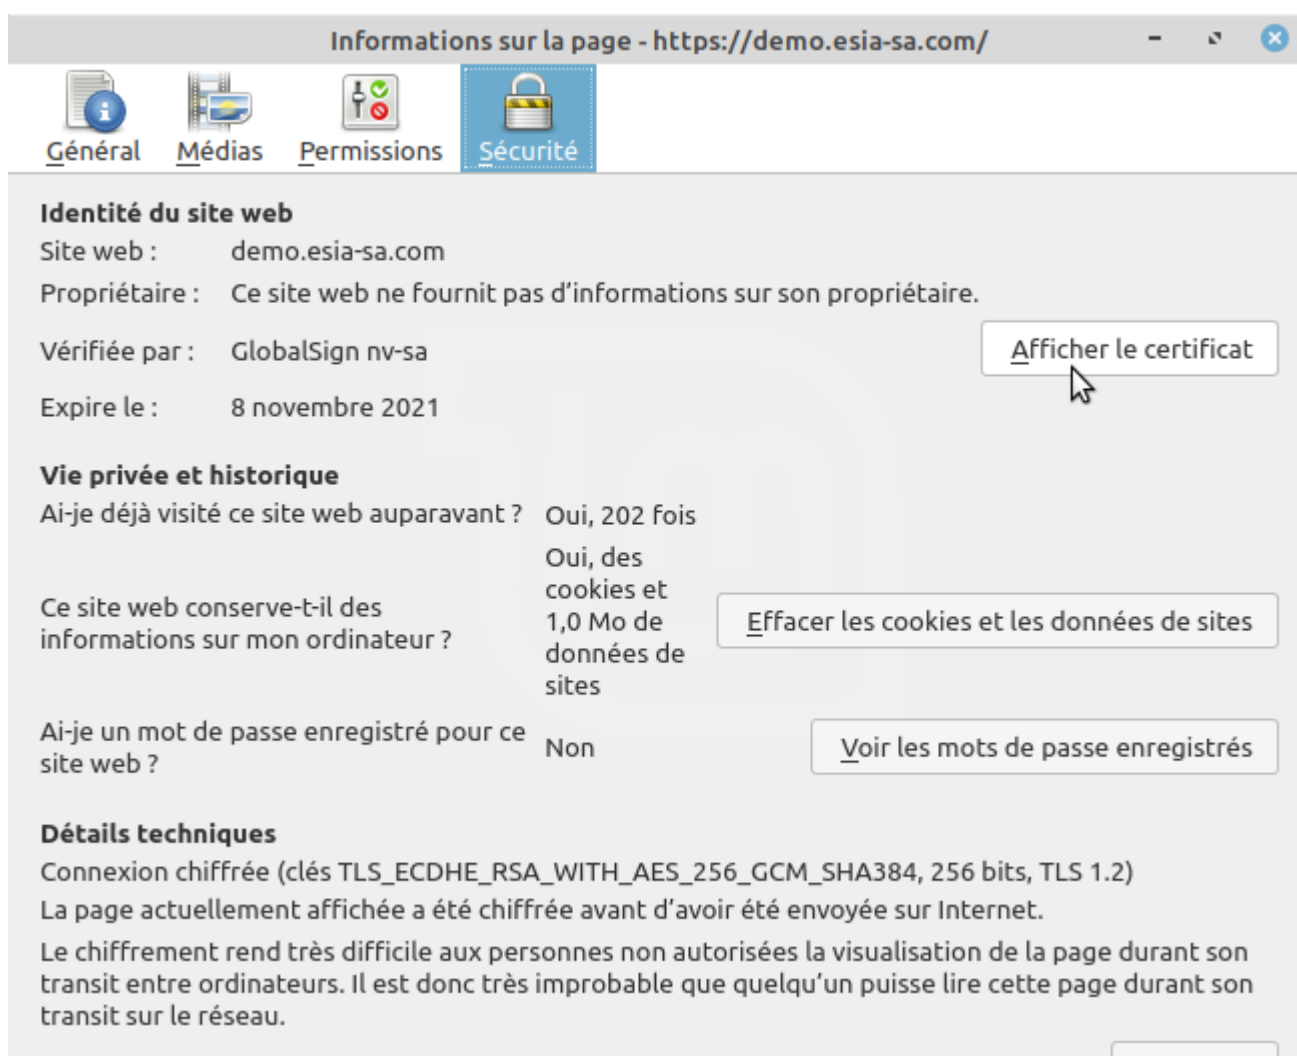 Informations sur la page - https://demo.esia-sa.com/
Général Médias Permissions Sécurité
Identité du site web
Site web : demo.esia-sa.com
Propriétaire : Ce site web ne fournit pas d’informations sur son propriétaire.
Vérifiée par : GlobalSign nv-sa
Afficher le certificat
Expire le : 8 novembre 2021
Vie privée et historique
Ai-je déjà visité ce site web auparavant ? Oui, 202 fois
Ce site web conserve-t-il des
informations sur mon ordinateur ?
Oui, des
cookies et
1,0 Mo de
données de
sites
Effacer les cookies et les données de sites
Ai-je un mot de passe enregistré pour ce
site web ?
Non
Voir les mots de passe enregistrés
Détails techniques
Connexion chiffrée (clés TLS_ECDHE_RSA_WITH_AES_256_GCM_SHA384, 256 bits, TLS 1.2)
La page actuellement affichée a été chiffrée avant d’avoir été envoyée sur Internet.
Le chiffrement rend très difficile aux personnes non autorisées la visualisation de la page durant son
transit entre ordinateurs. Il est donc très improbable que quelqu’un puisse lire cette page durant son
transit sur le réseau.